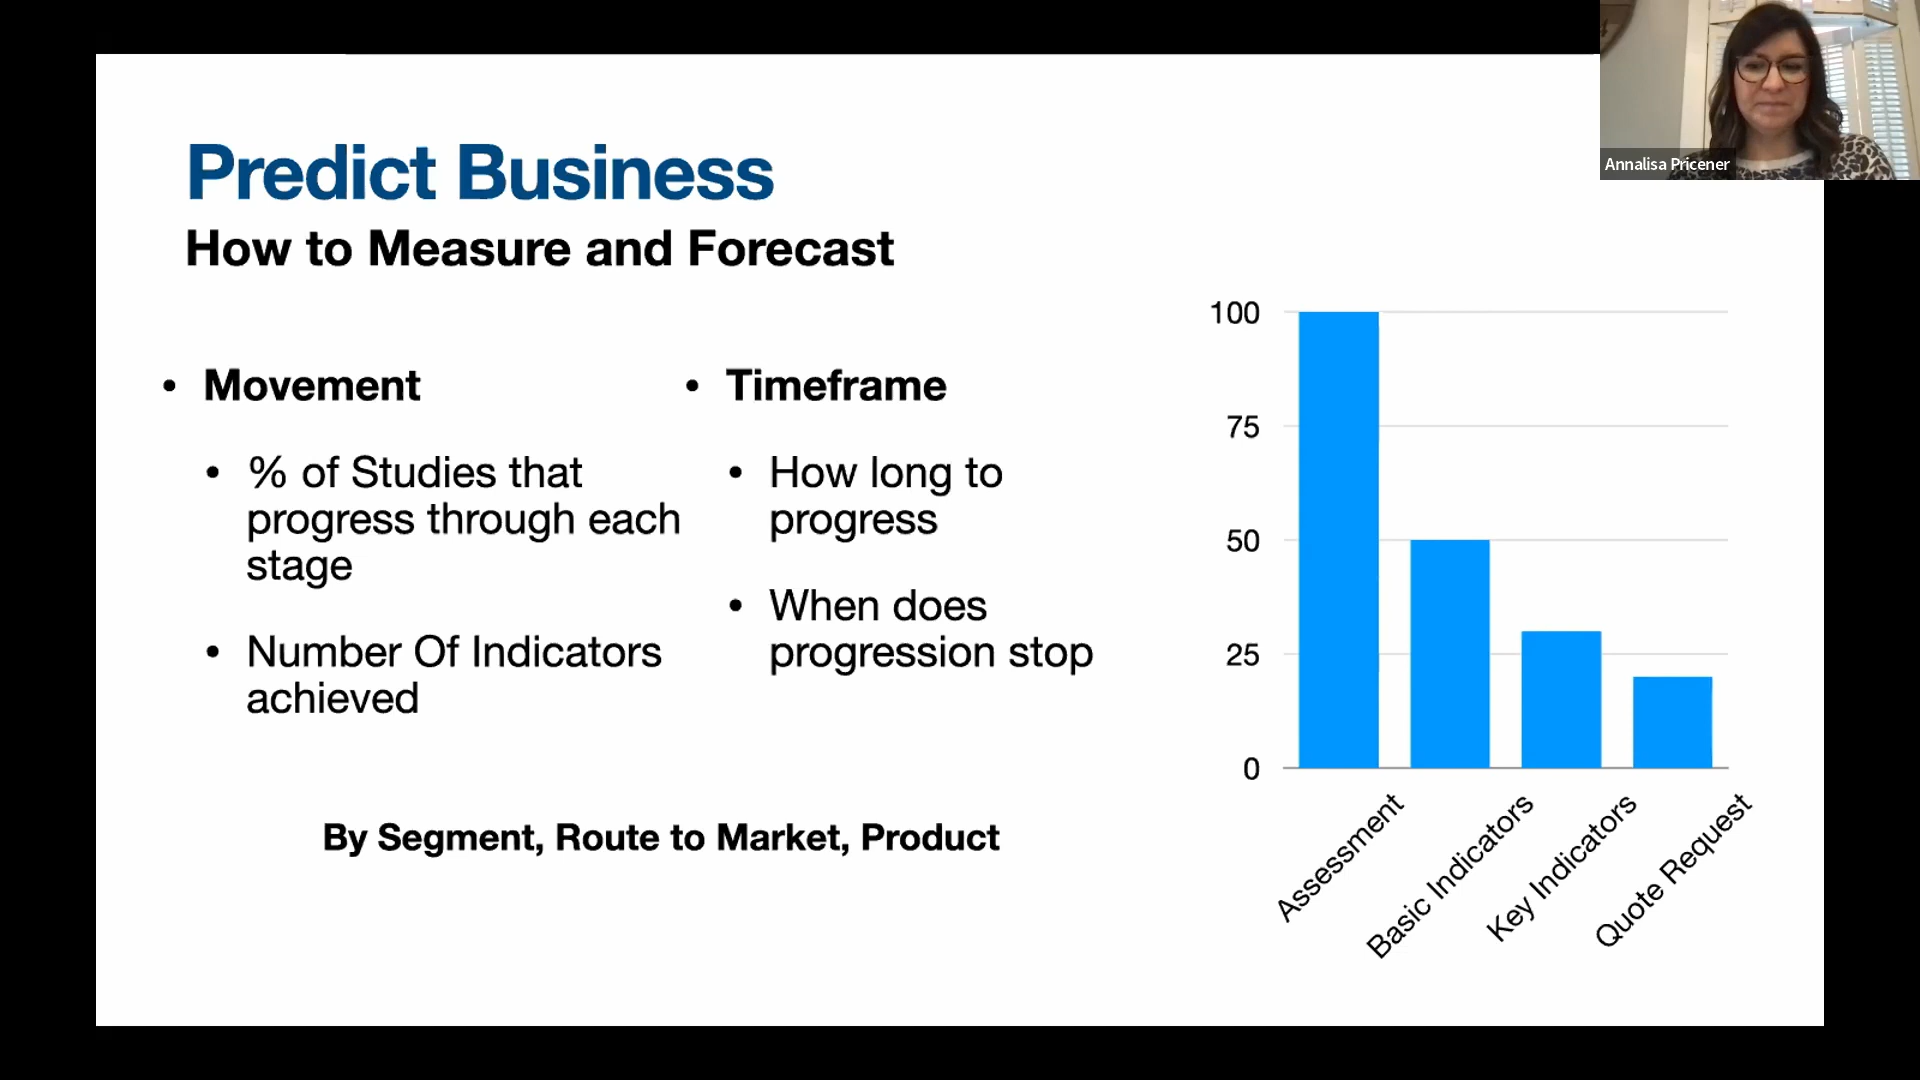 Predict Business
How to Measure and Forecast
• Movement
• % of Studies that
progress through each
stage
• Number Of Indicators
achieved
• Timeframe
• How long to
progress
• When does
progression stop
By Segment, Route to Market, Product
100
75
50
25
0
Assessment
Basic Indicators
Key Indicators
Quote Request
Annalisa Pricener